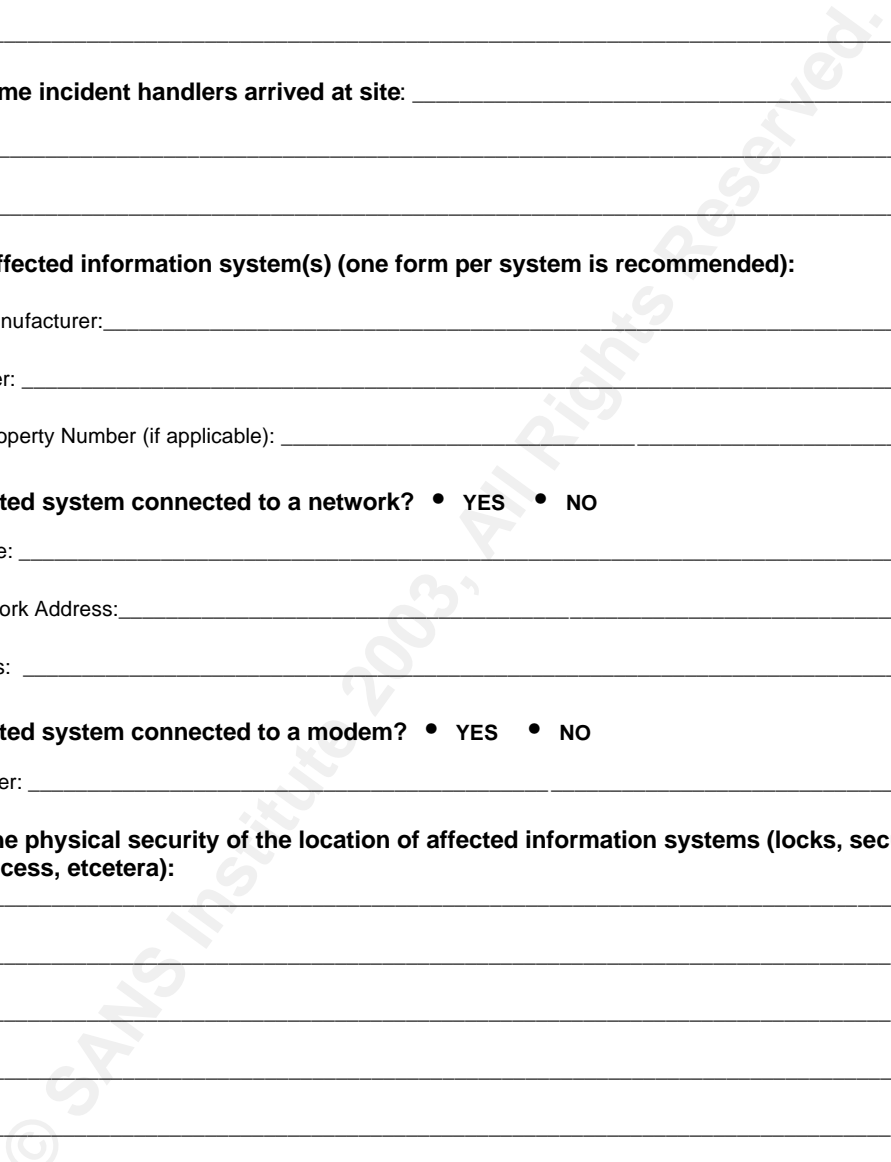 me incident handlers arrived at site:
ffected information system(s) (one form per system is recommended):
nufacturer:
er:
operty Number (if applicable):
ted system connected to a network? • YES • NO
e:
ork Address:
s:
ted system connected to a modem? • YES • NO
er:
he physical security of the location of affected information systems (locks, sec
cess, etcetera):
© SANS Institute 2003, All Rights Reserved.